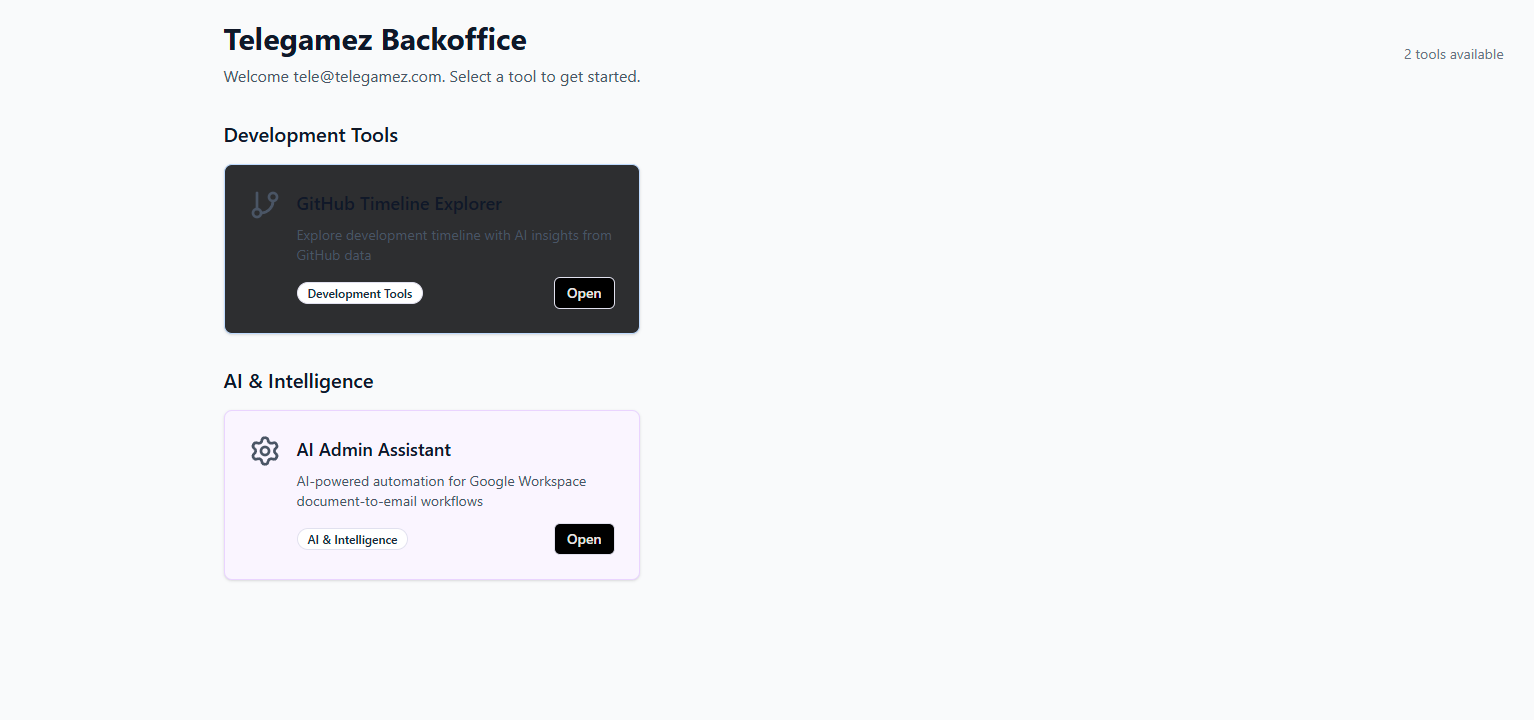 Telegamez Backoffice
2 tools available
Welcome tele@telegamez.com. Select a tool to get started.
Development Tools
GitHub Timeline Explorer
Explore development timeline with AI insights from
GitHub data
Development Tools
Open
AI & Intelligence
AI Admin Assistant
AI-powered automation for Google Workspace
document-to-email workflows
AI & Intelligence
Open